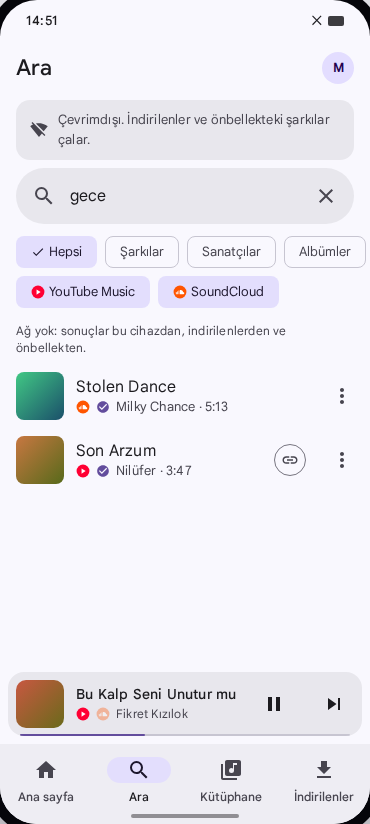 14:51
Ara
M
Çevrimdışı. İndirilenler ve önbellekteki şarkılar
çalar.
gece
Hepsi
Şarkılar
Sanatçılar
Albümler
YouTube Music
SoundCloud
Ağ yok: sonuçlar bu cihazdan, indirilenlerden ve
önbellekten.
Stolen Dance
Milky Chance · 5:13
Son Arzum
Nilüfer · 3:47
Bu Kalp Seni Unutur mu
Fikret Kızılok
Ana sayfa
Ara
Kütüphane
İndirilenler